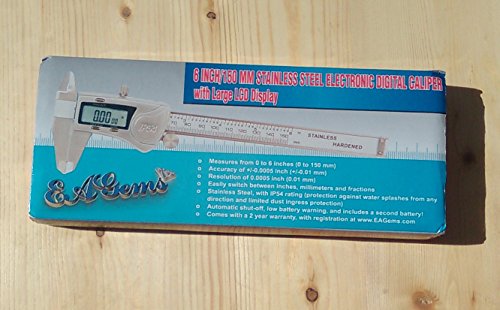 6 INCH/150 MM STAINLESS STEEL ELECTRONIC DIGITAL CALIPER
with Large LCD Display
0.00
IP54
STAINLESS
HARDENED
EAGems
Measures from 0 to 6 inches (0 to 150 mm)
Accuracy of +/-0.0005 inch (+/-0.01 mm)
Resolution of 0.0005 inch (0.01 mm)
Easily switch between inches, millimeters and fractions
Stainless Steel, with IP54 rating (protection against water splashes from any
direction and limited dust ingress protection)
Automatic shut-off, low battery warning, and includes a second battery!
Comes with a 2 year warranty, with registration at www.EAGems.com